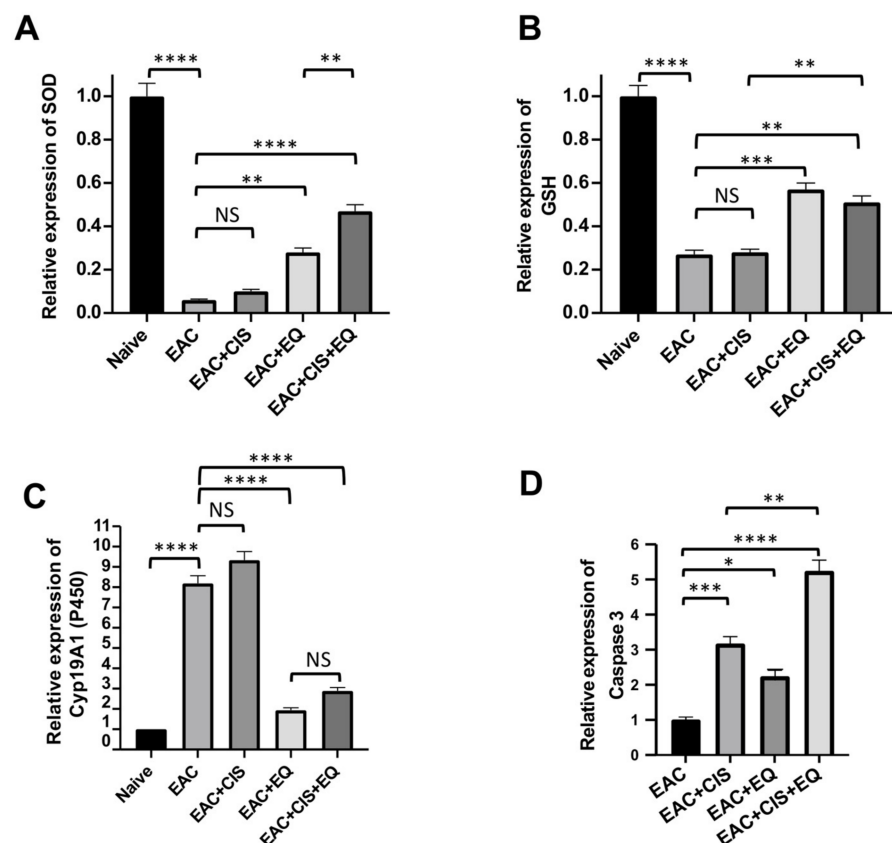 A
Relative expression of SOD
1.0
0.8
0.6
0.4
0.2
0.0
****
**
****
**
NS
Naive
EAC
EAC+CIS
EAC+EQ
EAC+CIS+EQ
B
Relative expression of
GSH
1.0
0.8
0.6
0.4
0.2
0.0
****
**
**
***
NS
Naive
EAC
EAC+CIS
EAC+EQ
EAC+CIS+EQ
C
Relative expression of
Cyp19A1 (P450)
11
10
9
8
7
6
5
4
3
2
1
0
****
****
NS
****
NS
Naive
EAC
EAC+CIS
EAC+EQ
EAC+CIS+EQ
D
Relative expression of
Caspase 3
6
5
4
3
2
1
0
**
****
*
***
EAC
EAC+CIS
EAC+EQ
EAC+CIS+EQ